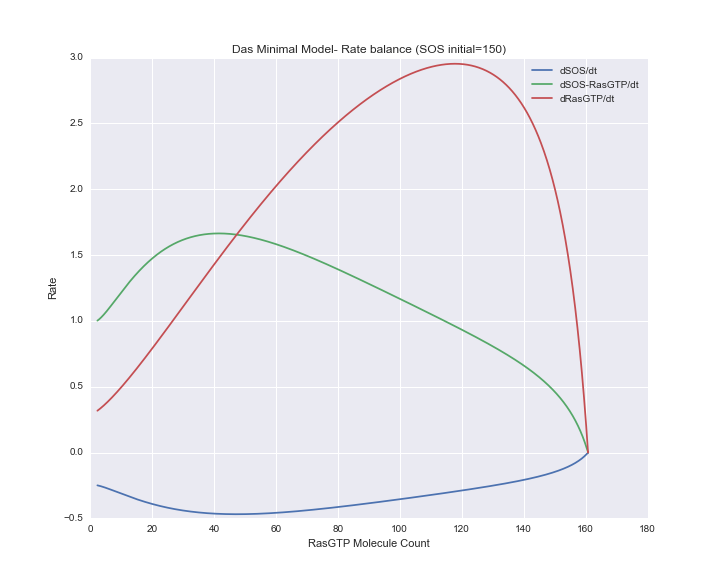 Das Minimal Model- Rate balance (SOS initial=150)
3.0
2.5
2.0
1.5
1.0
0.5
0.0
−0.5
Rate
dSOS/dt
dSOS-RasGTP/dt
dRasGTP/dt
0 20 40 60 80 100 120 140 160 180
RasGTP Molecule Count